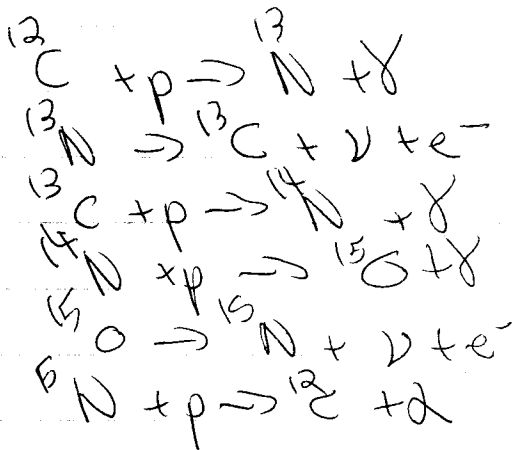 ¹²C + p → ¹³N + γ
¹³N → ¹³C + ν + e⁻
¹³C + p → ¹⁴N + γ
¹⁴N + p → ¹⁵O + γ
¹⁵O → ¹⁵N + ν + e⁻
¹⁵N + p → ¹²C + α